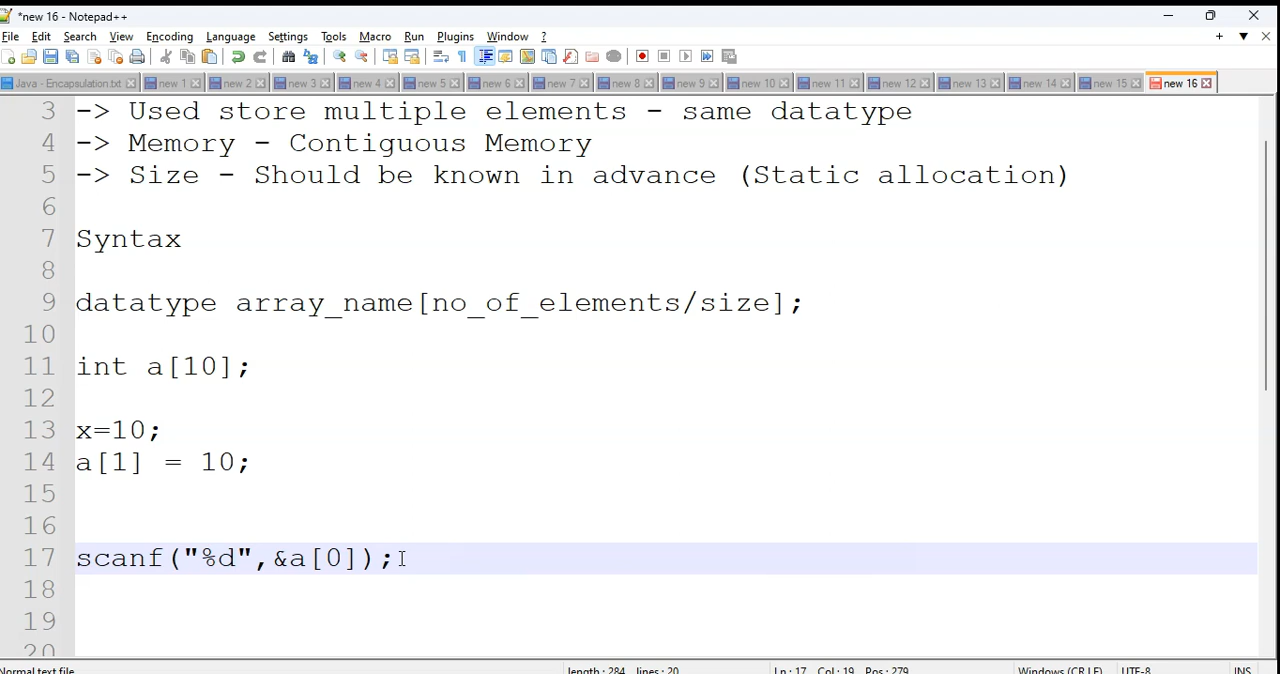 *new 16 - Notepad++
File Edit Search View Encoding Language Settings Tools Macro Run Plugins Window ?
Java - Encapsulation.txt new 1 new 2 new 3 new 4 new 5 new 6 new 7 new 8 new 9 new 10 new 11 new 12 new 13 new 14 new 15 new 16
3 -> Used store multiple elements - same datatype
4 -> Memory - Contiguous Memory
5 -> Size - Should be known in advance (Static allocation)
6
7 Syntax
8
9 datatype array_name[no_of_elements/size];
10
11 int a[10];
12
13 x=10;
14 a[1] = 10;
15
16
17 scanf("%d",&a[0]);
18
19
20
Normal text file length : 284 lines : 20 Ln : 17 Col : 19 Pos : 279 Windows (CR LF) UTF-8 INS